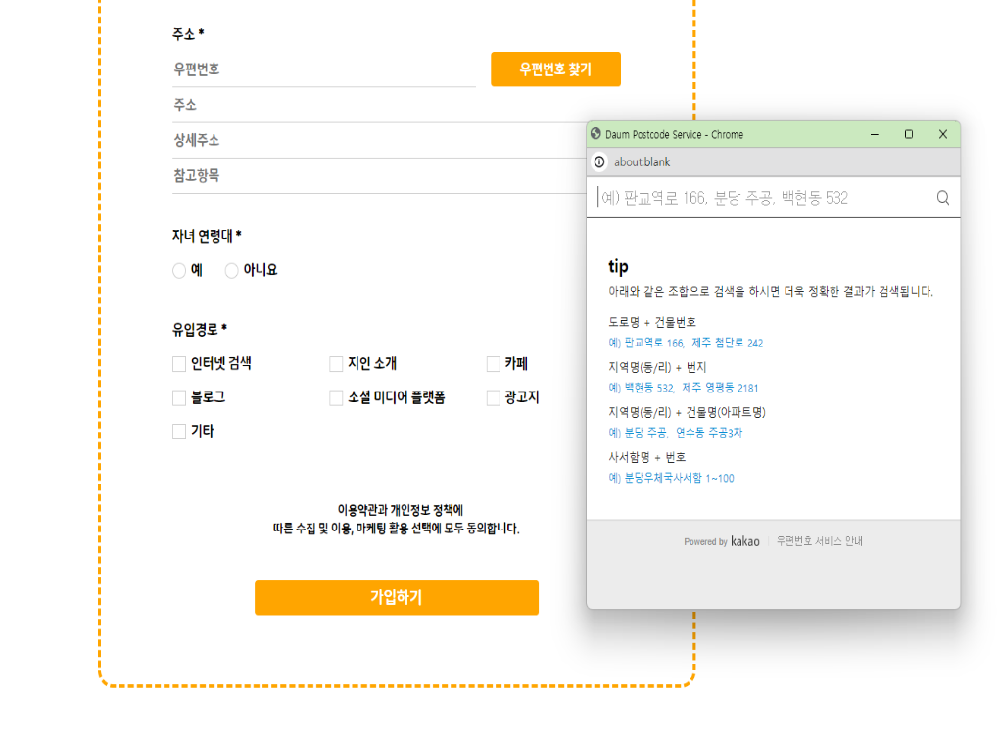 주소 *
우편번호
우편번호 찾기
주소
상세주소
참고항목
자녀 연령대 *
예 아니요
유입경로 *
인터넷 검색 지인 소개 카페
블로그 소셜 미디어 플랫폼 광고지
기타
이용약관과 개인정보 정책에
따른 수집 및 이용, 마케팅 활용 선택에 모두 동의합니다.
가입하기
Daum Postcode Service - Chrome
about:blank
예) 판교역로 166, 분당 주공, 백현동 532
tip
아래와 같은 조합으로 검색을 하시면 더욱 정확한 결과가 검색됩니다.
도로명 + 건물번호
예) 판교역로 166, 제주 첨단로 242
지역명(동/리) + 번지
예) 백현동 532, 제주 영평동 2181
지역명(동/리) + 건물명(아파트명)
예) 분당 주공, 연수동 주공3차
사서함명 + 번호
예) 분당우체국사서함 1~100
Powered by kakao 우편번호 서비스 안내